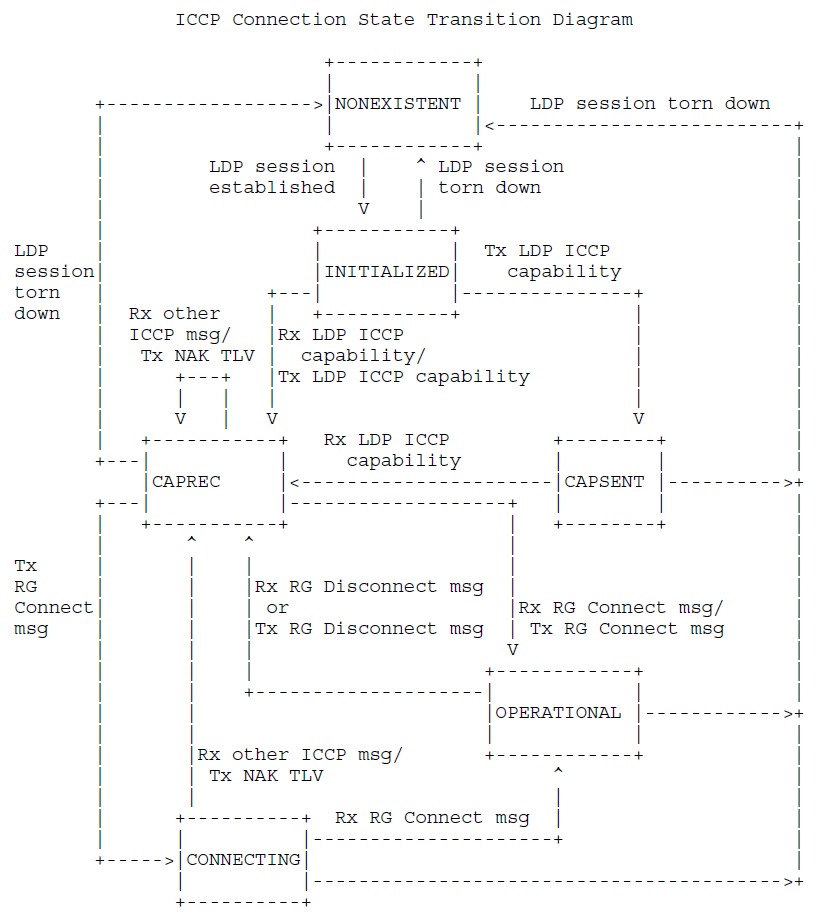 ICCP Connection State Transition Diagram
NONEXISTENT
LDP session torn down
LDP session
established
LDP session
torn down
LDP
session
torn
down
INITIALIZED
Tx LDP ICCP
capability
Rx other
ICCP msg/
Tx NAK TLV
Rx LDP ICCP
capability/
Tx LDP ICCP capability
Rx LDP ICCP
capability
CAPREC
CAPSENT
Tx
RG
Connect
msg
Rx RG Disconnect msg
or
Tx RG Disconnect msg
Rx RG Connect msg/
Tx RG Connect msg
OPERATIONAL
Rx other ICCP msg/
Tx NAK TLV
Rx RG Connect msg
CONNECTING